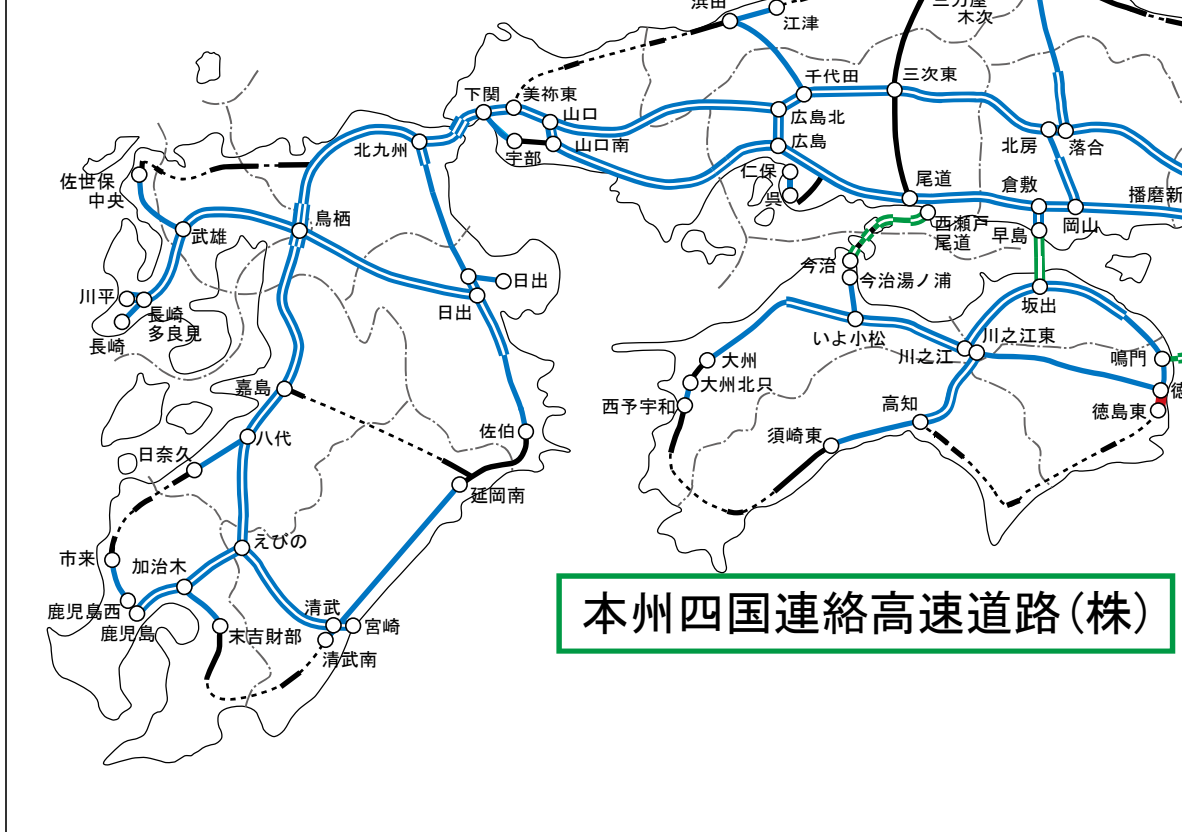 浜田
江津
三刀屋
木次
下関
美祢東
山口
千代田
三次東
北九州
宇部
山口南
広島北
広島
北房
落合
佐世保
中央
仁保
呉
尾道
倉敷
播磨新
武雄
鳥栖
西瀬戸
尾道
早島
岡山
今治
今治湯ノ浦
川平
長崎
多良見
長崎
日出
日出
坂出
いよ小松
川之江
川之江東
鳴門
大州
大州北只
西予宇和
徳
徳島東
嘉島
高知
須崎東
八代
佐伯
日奈久
延岡南
えびの
市来
加治木
鹿児島西
鹿児島
清武
宮崎
末吉財部
清武南
本州四国連絡高速道路(株)